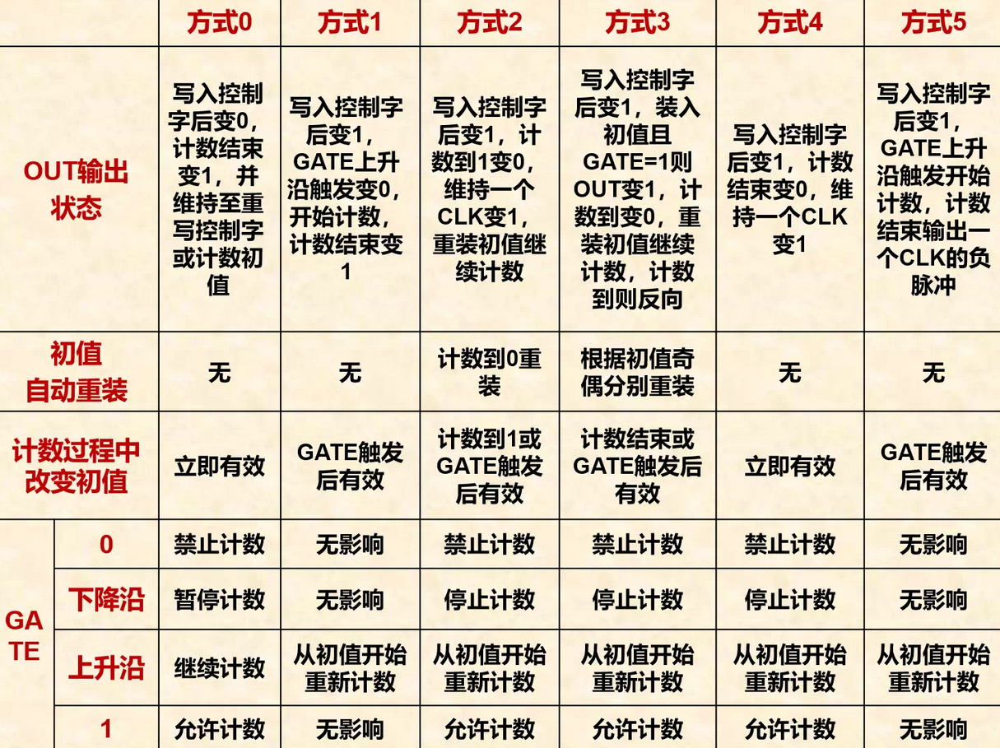 方式0
方式1
方式2
方式3
方式4
方式5
OUT输出
状态
写入控制
字后变0，
计数结束
变1，并
维持至重
写控制字
或计数初
值
写入控制字
后变1，
GATE上升
沿触发变0，
开始计数，
计数结束变
1
写入控制字
后变1，计
数到1变0，
维持一个
CLK变1，
重装初值继
续计数
写入控制字
后变1，装入
初值且
GATE=1则
OUT变1，计
数到变0，重
装初值继续
计数，计数
到则反向
写入控制字
后变1，计数
结束变0，维
持一个CLK
变1
写入控制字
后变1，
GATE上升
沿触发开始
计数，计数
结束输出一
个CLK的负
脉冲
初值
自动重装
无
无
计数到0重
装
根据初值奇
偶分别重装
无
无
计数过程中
改变初值
立即有效
GATE触发
后有效
计数到1或
GATE触发
后有效
计数结束或
GATE触发后
有效
立即有效
GATE触发
后有效
GA
TE
0
禁止计数
无影响
禁止计数
禁止计数
禁止计数
无影响
下降沿
暂停计数
无影响
停止计数
停止计数
停止计数
无影响
上升沿
继续计数
从初值开始
重新计数
从初值开始
重新计数
从初值开始
重新计数
从初值开始
重新计数
从初值开始
重新计数
1
允许计数
无影响
允许计数
允许计数
允许计数
无影响